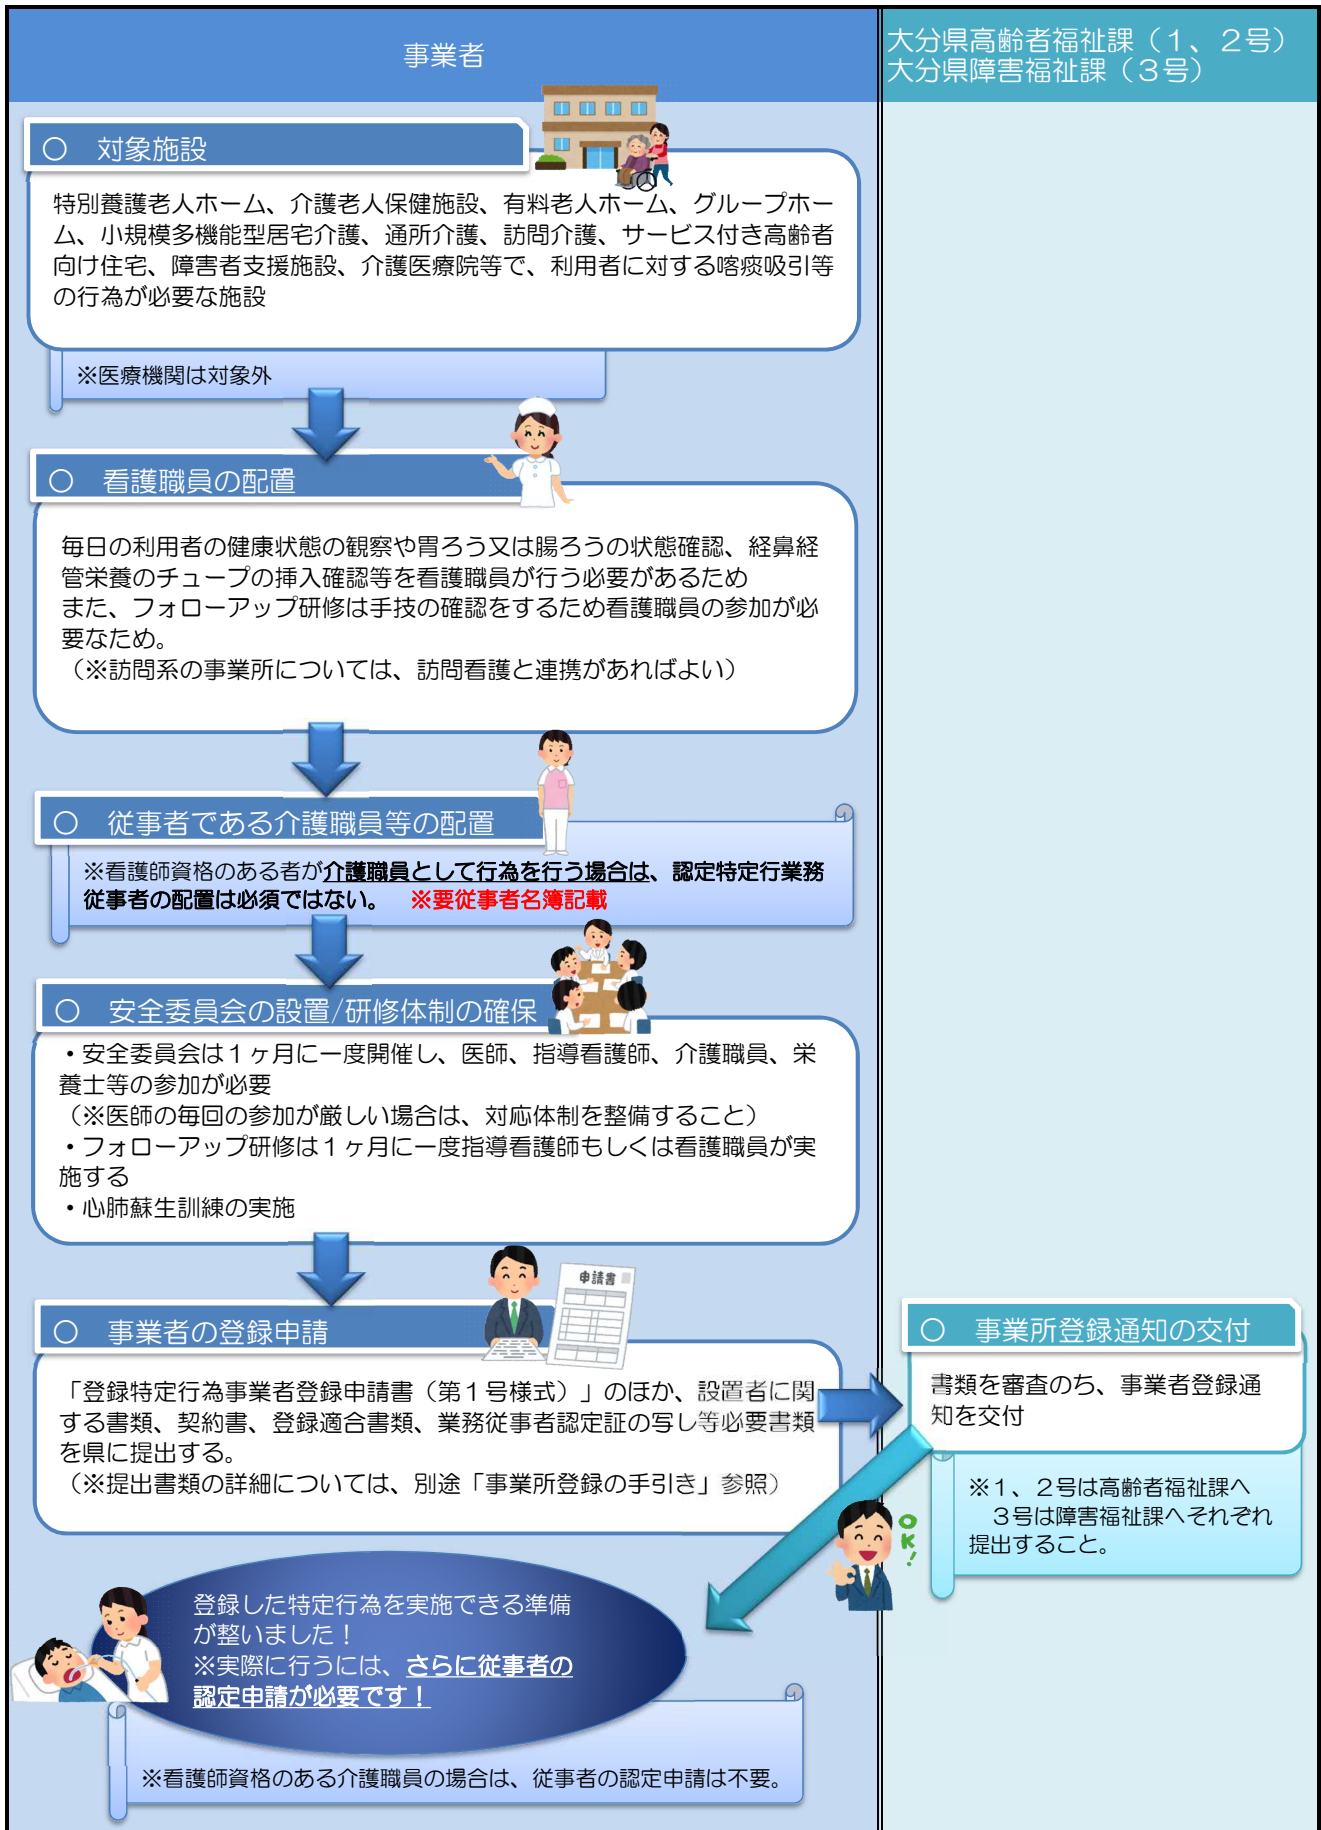 事業者
大分県高齢者福祉課（１、２号）
大分県障害福祉課（３号）
○　対象施設
特別養護老人ホーム、介護老人保健施設、有料老人ホーム、グループホー
ム、小規模多機能型居宅介護、通所介護、訪問介護、サービス付き高齢者
向け住宅、障害者支援施設、介護医療院等で、利用者に対する喀痰吸引等
の行為が必要な施設
※医療機関は対象外
○　看護職員の配置
毎日の利用者の健康状態の観察や胃ろう又は腸ろうの状態確認、経鼻経
管栄養のチューブの挿入確認等を看護職員が行う必要があるため
また、フォローアップ研修は手技の確認をするため看護職員の参加が必
要なため。
（※訪問系の事業所については、訪問看護と連携があればよい）
○　従事者である介護職員等の配置
※看護師資格のある者が介護職員として行為を行う場合は、認定特定行業務
従事者の配置は必須ではない。　※要従事者名簿記載
○　安全委員会の設置/研修体制の確保
・安全委員会は１ヶ月に一度開催し、医師、指導看護師、介護職員、栄
養士等の参加が必要
（※医師の毎回の参加が厳しい場合は、対応体制を整備すること）
・フォローアップ研修は１ヶ月に一度指導看護師もしくは看護職員が実
施する
・心肺蘇生訓練の実施
申請書
○　事業者の登録申請
「登録特定行為事業者登録申請書（第１号様式）」のほか、設置者に関
する書類、契約書、登録適合書類、業務従事者認定証の写し等必要書類
を県に提出する。
（※提出書類の詳細については、別途「事業所登録の手引き」参照）
○　事業所登録通知の交付
書類を審査のち、事業者登録通
知を交付
※１、２号は高齢者福祉課へ
３号は障害福祉課へそれぞれ
提出すること。
OK!
登録した特定行為を実施できる準備
が整いました！
※実際に行うには、さらに従事者の
認定申請が必要です！
※看護師資格のある介護職員の場合は、従事者の認定申請は不要。